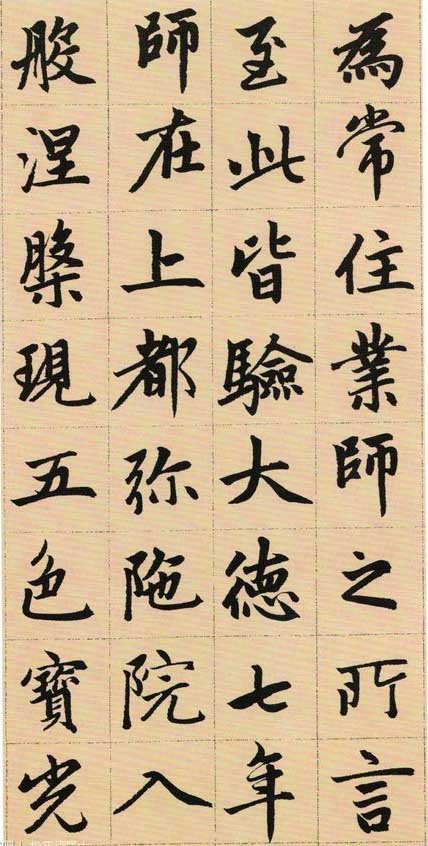 為常住業師之所言
至此皆驗大德七年
師在上都彌陁院入
般涅槃現五色寶光